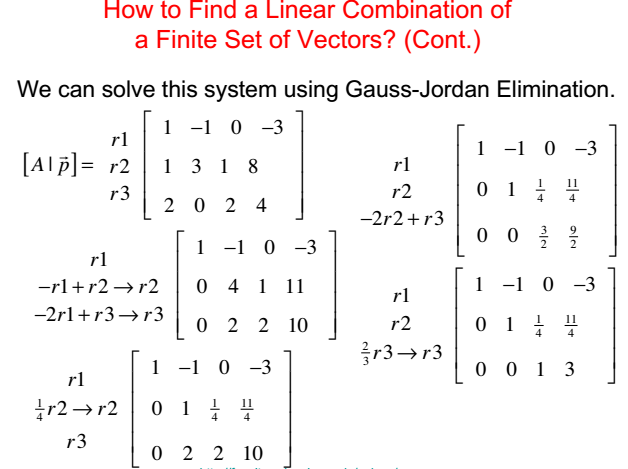 How to Find a Linear Combination of
a Finite Set of Vectors? (Cont.)
We can solve this system using Gauss-Jordan Elimination.
[A | p⃗] =
r1 [ 1 −1 0 −3 ]
r2 [ 1 3 1 8 ]
r3 [ 2 0 2 4 ]
r1 [ 1 −1 0 −3 ]
−r1+r2→r2 [ 0 4 1 11 ]
−2r1+r3→r3 [ 0 2 2 10 ]
r1 [ 1 −1 0 −3 ]
1/4 r2→r2 [ 0 1 1/4 11/4 ]
r3 [ 0 2 2 10 ]
r1 [ 1 −1 0 −3 ]
r2 [ 0 1 1/4 11/4 ]
−2r2+r3 [ 0 0 3/2 9/2 ]
r1 [ 1 −1 0 −3 ]
r2 [ 0 1 1/4 11/4 ]
2/3 r3→r3 [ 0 0 1 3 ]